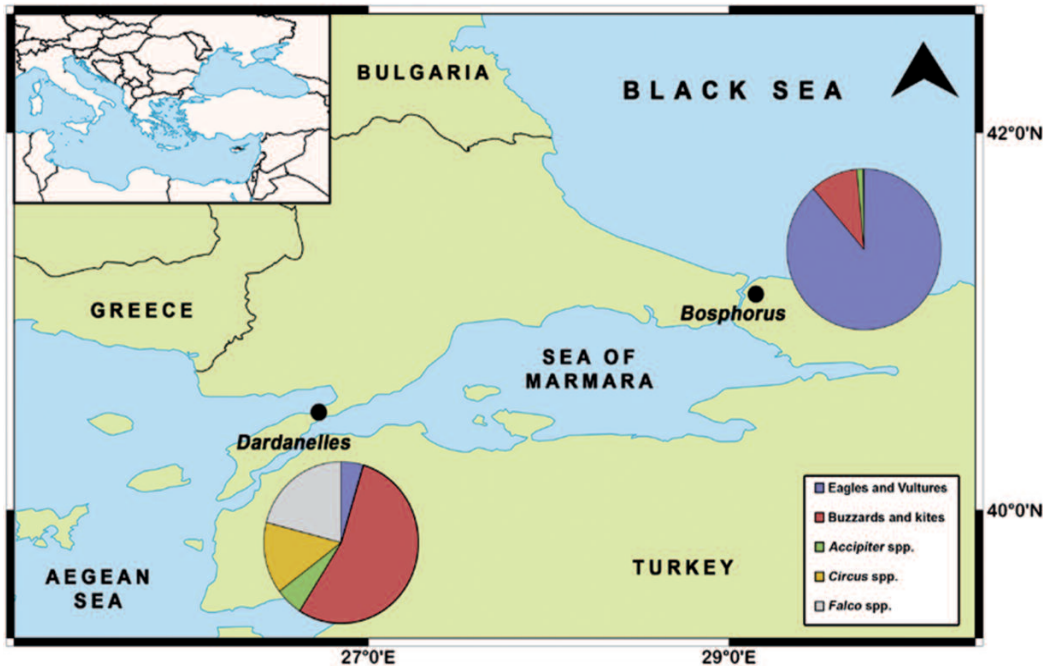 BULGARIA
BLACK SEA
42°0'N
GREECE
Bosphorus
SEA OF
MARMARA
Dardanelles
Eagles and Vultures
Buzzards and kites
Accipiter spp.
Circus spp.
Falco spp.
40°0'N
AEGEAN
SEA
TURKEY
27°0'E
29°0'E